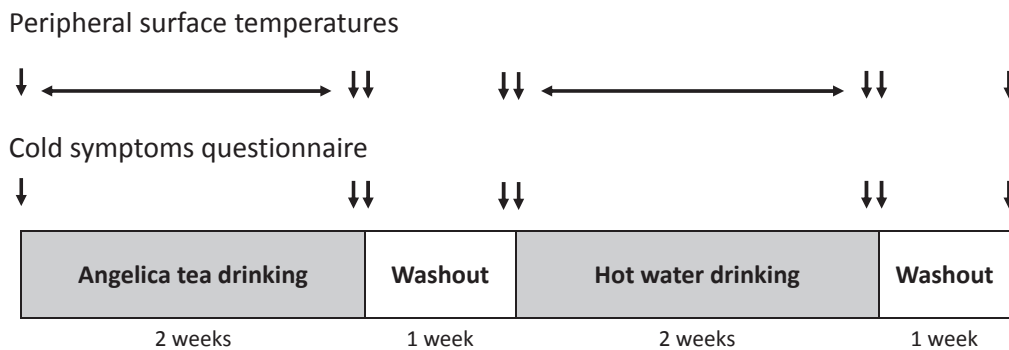 Peripheral surface temperatures
Cold symptoms questionnaire
Angelica tea drinking
Washout
Hot water drinking
Washout
2 weeks
1 week
2 weeks
1 week